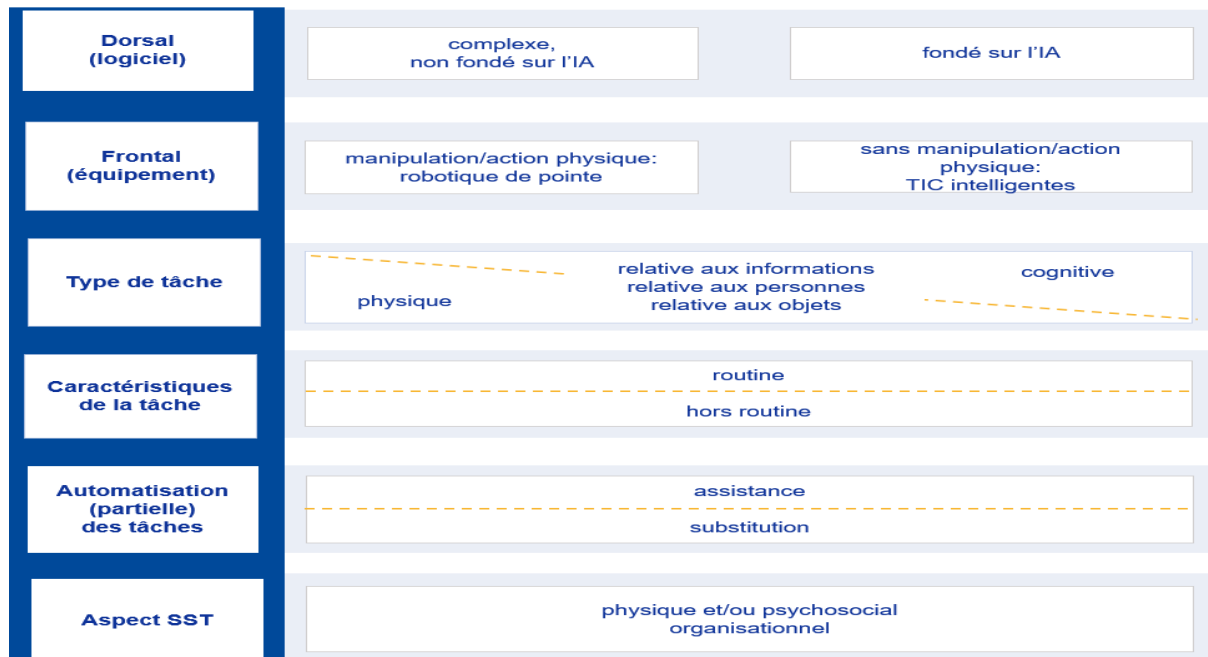 Dorsal
(logiciel)
complexe,
non fondé sur l'IA
fondé sur l'IA
Frontal
(équipement)
manipulation/action physique:
robotique de pointe
sans manipulation/action
physique:
TIC intelligentes
Type de tâche
physique
relative aux informations
relative aux personnes
relative aux objets
cognitive
Caractéristiques
de la tâche
routine
hors routine
Automatisation
(partielle)
des tâches
assistance
substitution
Aspect SST
physique et/ou psychosocial
organisationnel